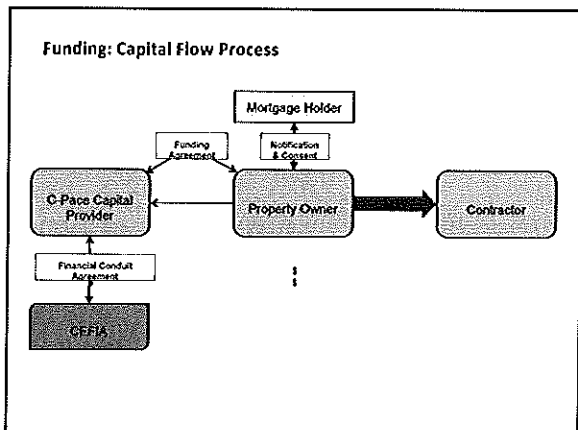 Funding: Capital Flow Process
Mortgage Holder
Funding
Agreement
Notification
& Consent
C-Pace Capital
Provider
Property Owner
Contractor
Financial Conduit
Agreement
$
$
CEFIA